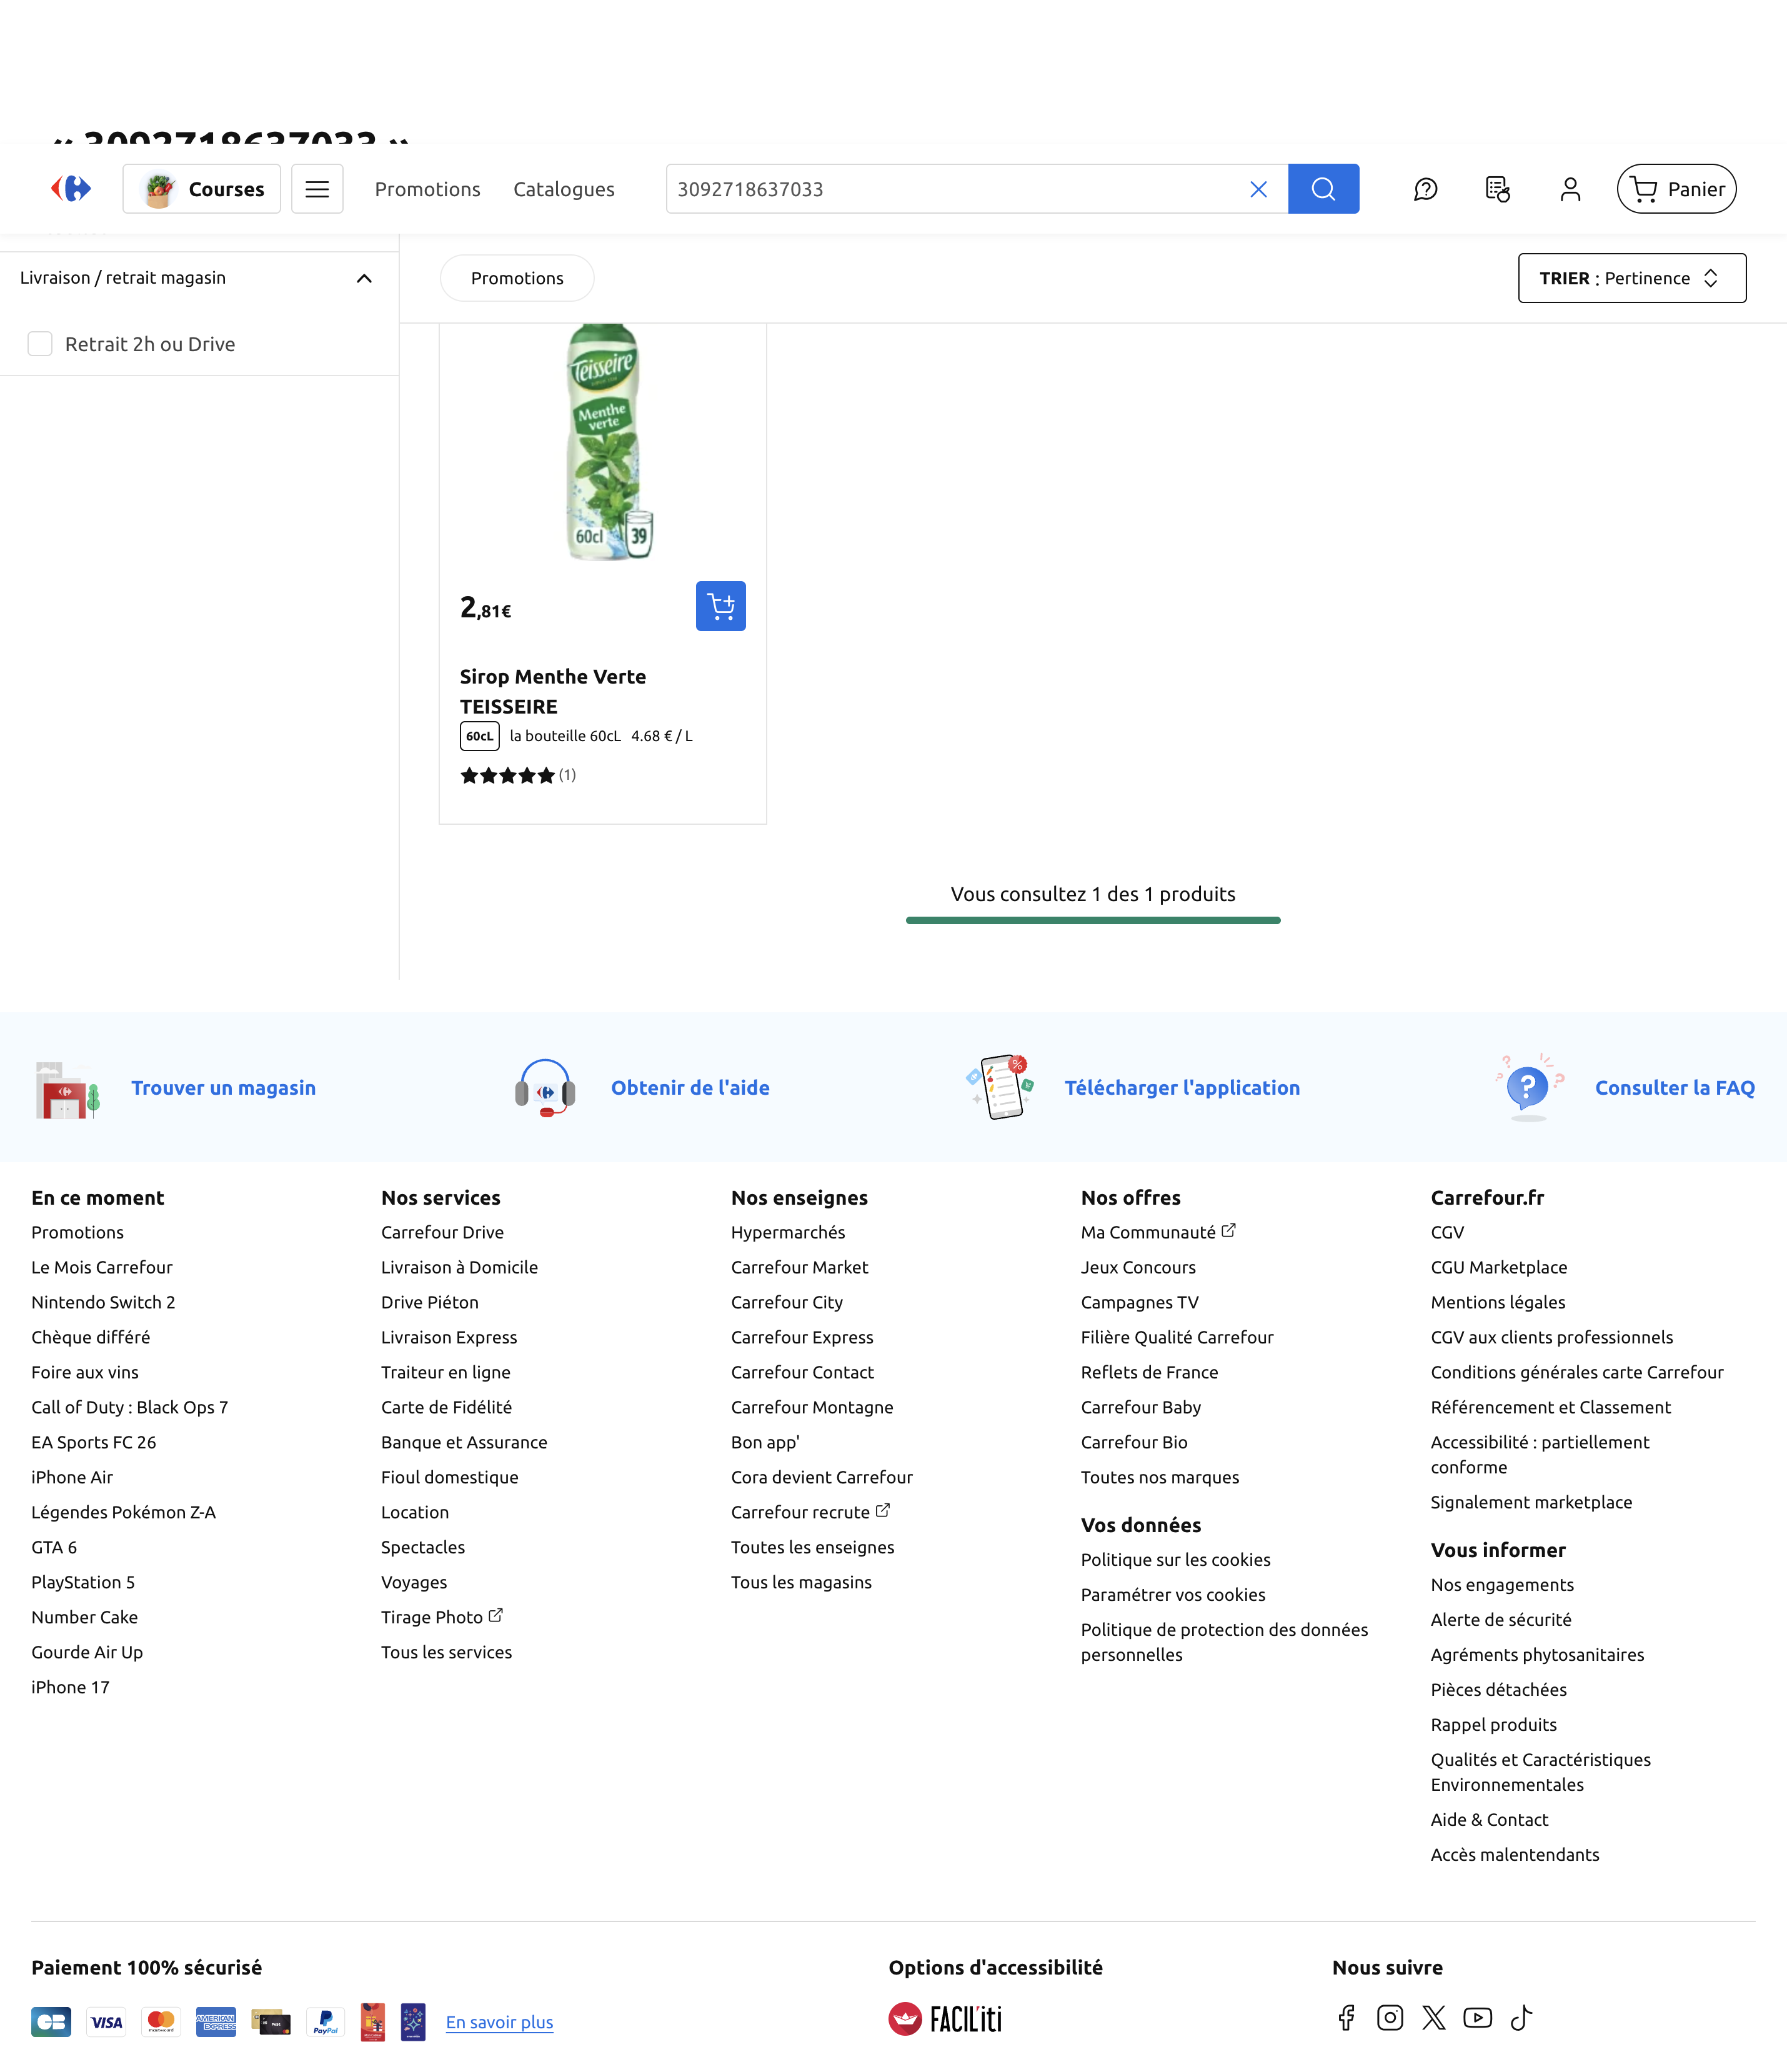 « 3092718637033 »
Courses
Promotions
Catalogues
3092718637033
Panier
Livraison / retrait magasin
Retrait 2h ou Drive
Promotions
TRIER : Pertinence
Teisseire
Menthe
verte
60cl
39
2,81€
Sirop Menthe Verte
TEISSEIRE
60cL la bouteille 60cL 4.68 € / L
(1)
Vous consultez 1 des 1 produits
Trouver un magasin
Obtenir de l'aide
Télécharger l'application
Consulter la FAQ
En ce moment
Promotions
Le Mois Carrefour
Nintendo Switch 2
Chèque différé
Foire aux vins
Call of Duty : Black Ops 7
EA Sports FC 26
iPhone Air
Légendes Pokémon Z-A
GTA 6
PlayStation 5
Number Cake
Gourde Air Up
iPhone 17
Nos services
Carrefour Drive
Livraison à Domicile
Drive Piéton
Livraison Express
Traiteur en ligne
Carte de Fidélité
Banque et Assurance
Fioul domestique
Location
Spectacles
Voyages
Tirage Photo
Tous les services
Nos enseignes
Hypermarchés
Carrefour Market
Carrefour City
Carrefour Express
Carrefour Contact
Carrefour Montagne
Bon app'
Cora devient Carrefour
Carrefour recrute
Toutes les enseignes
Tous les magasins
Nos offres
Ma Communauté
Jeux Concours
Campagnes TV
Filière Qualité Carrefour
Reflets de France
Carrefour Baby
Carrefour Bio
Toutes nos marques
Vos données
Politique sur les cookies
Paramétrer vos cookies
Politique de protection des données
personnelles
Carrefour.fr
CGV
CGU Marketplace
Mentions légales
CGV aux clients professionnels
Conditions générales carte Carrefour
Référencement et Classement
Accessibilité : partiellement
conforme
Signalement marketplace
Vous informer
Nos engagements
Alerte de sécurité
Agréments phytosanitaires
Pièces détachées
Rappel produits
Qualités et Caractéristiques
Environnementales
Aide & Contact
Accès malentendants
Paiement 100% sécurisé
CB
VISA
mastercard
AMERICAN
EXPRESS
PASS
PayPal
En savoir plus
Options d'accessibilité
FACIL'iti
Nous suivre